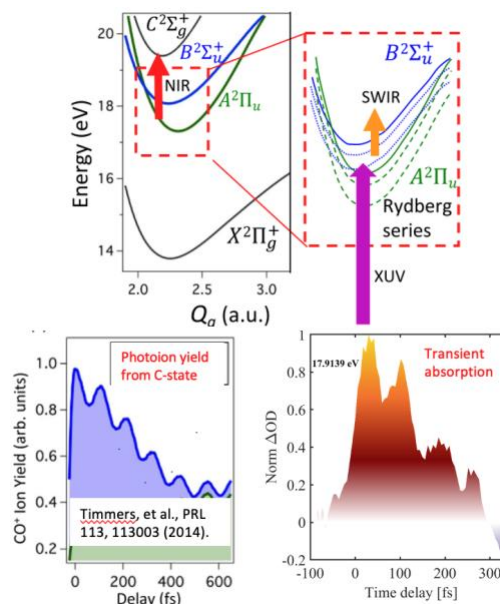 C²Σg⁺
20
B²Σu⁺
B²Σu⁺
NIR
SWIR
18
A²Πu
A²Πu
Energy (eV)
16
Rydberg
series
X²Πg⁺
14
XUV
2.0
2.5
3.0
Qa (a.u.)
1.0
Photoion yield
from C-state
1
17.9139 eV
Transient
absorption
0.8
0.8
CO⁺ Ion Yield (arb. units)
Norm ΔOD
0.6
0.6
0.4
0.4
Timmers, et al., PRL
113, 113003 (2014).
0.2
0.2
0
-0.2
0
200
400
600
Delay (fs)
-100
0
100
200
300
Time delay [fs]